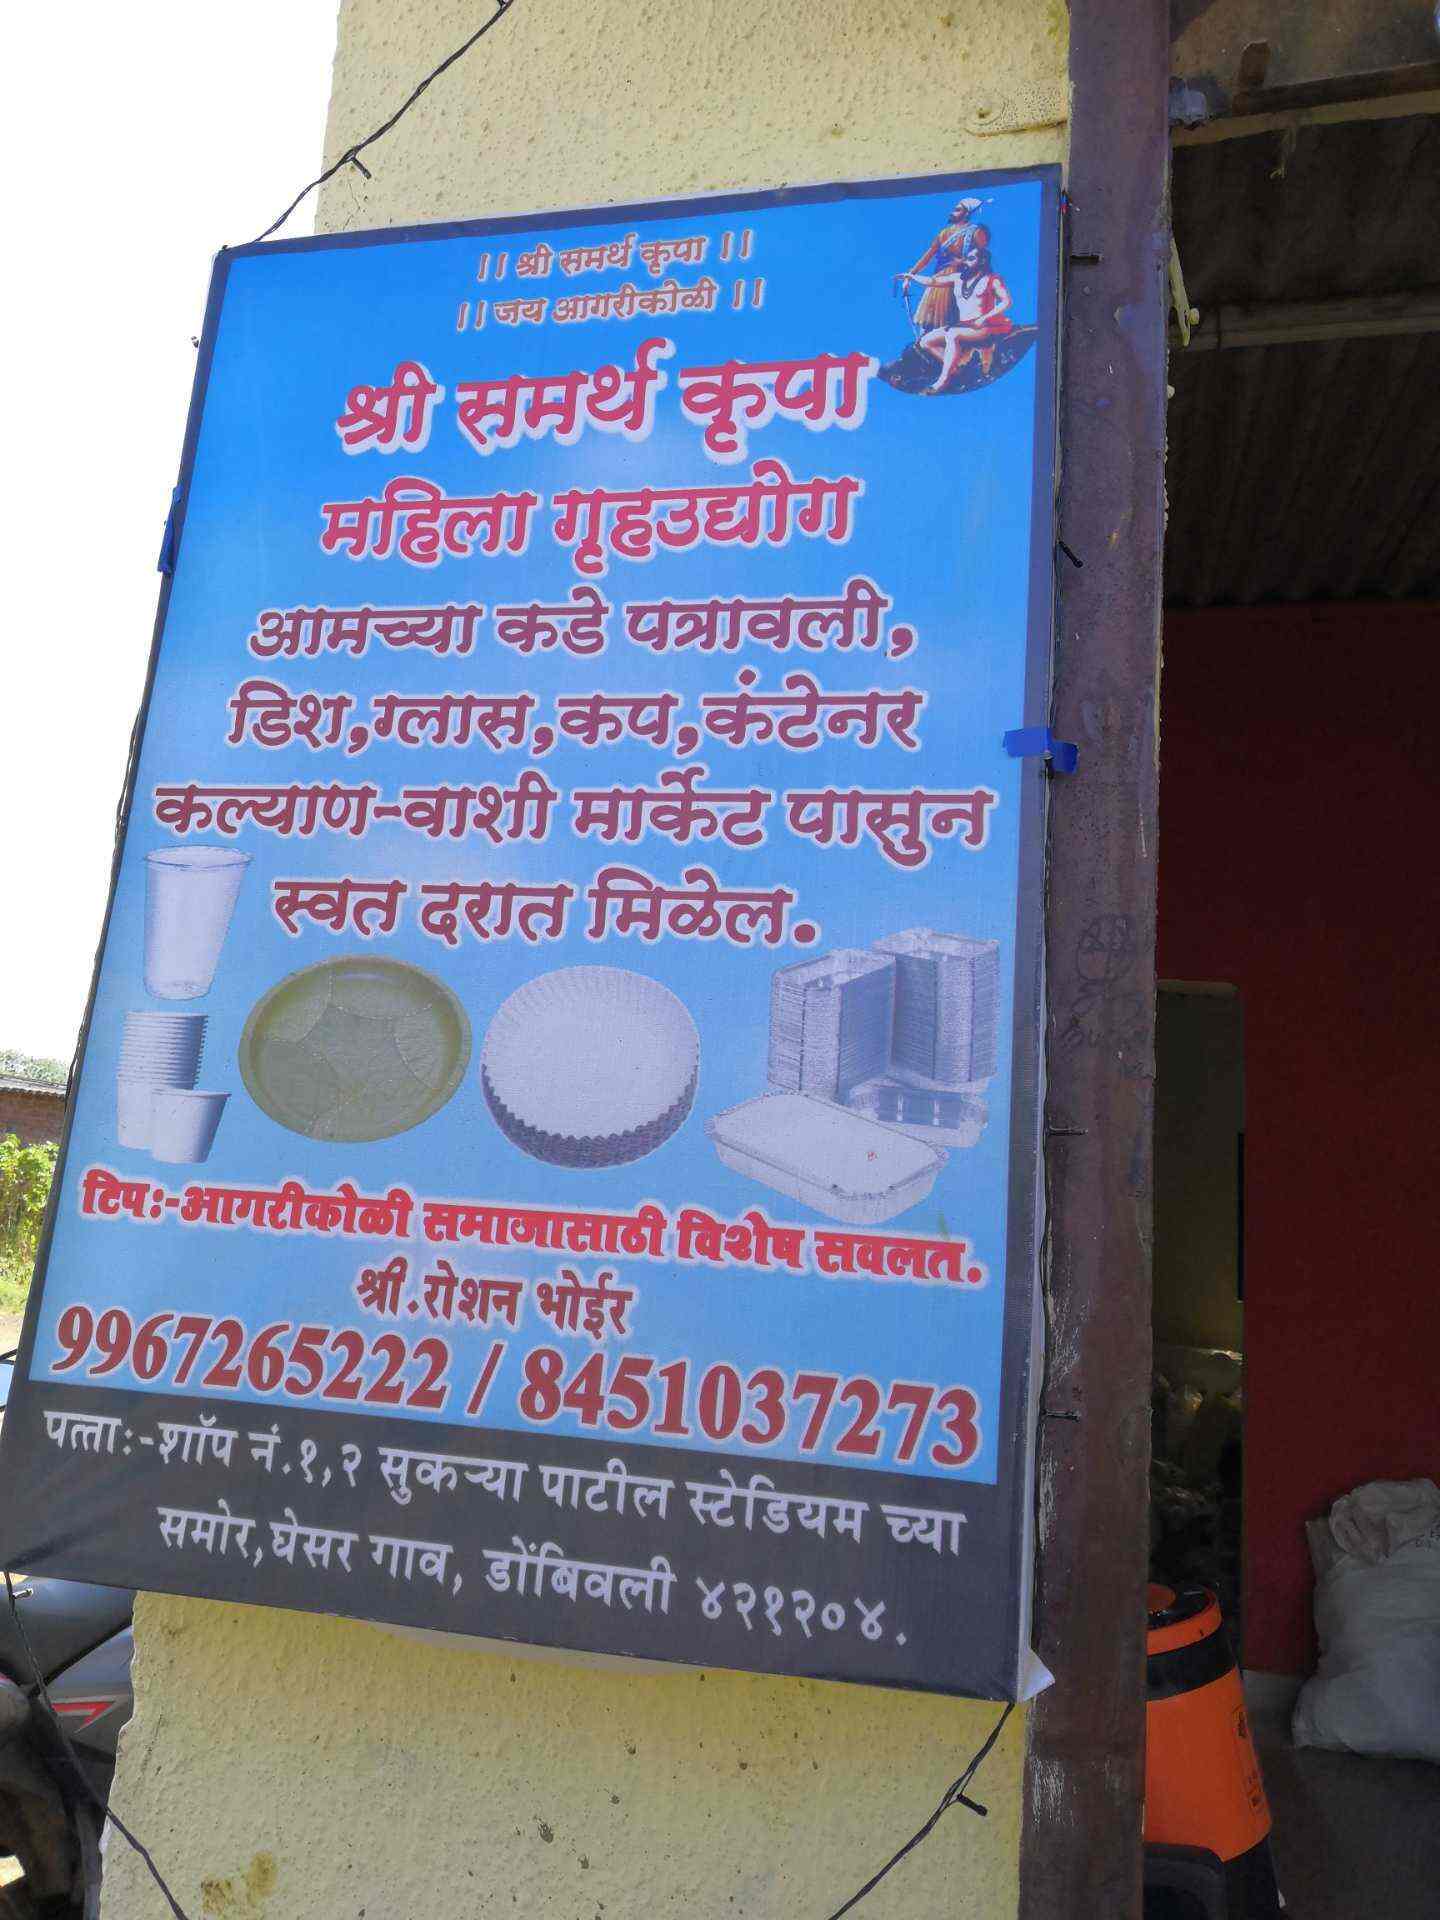 ।। श्री समर्थ कृपा ।।
।। जय आगरीकोळी ।।
श्री समर्थ कृपा
महिला गृहउद्योग
आमच्या कडे पत्रावली,
डिश,ग्लास,कप,कंटेनर
कल्याण-वाशी मार्केट पासुन
स्वत दरात मिळेल.
टिप:-आगरीकोळी समाजासाठी विशेष सवलत.
श्री.रोशन भोईर
9967265222 / 8451037273
पत्ता:-शॉप नं.१,२ सुकऱ्या पाटील स्टेडियम च्या
समोर,घेसर गाव, डोंबिवली ४२१२०४.